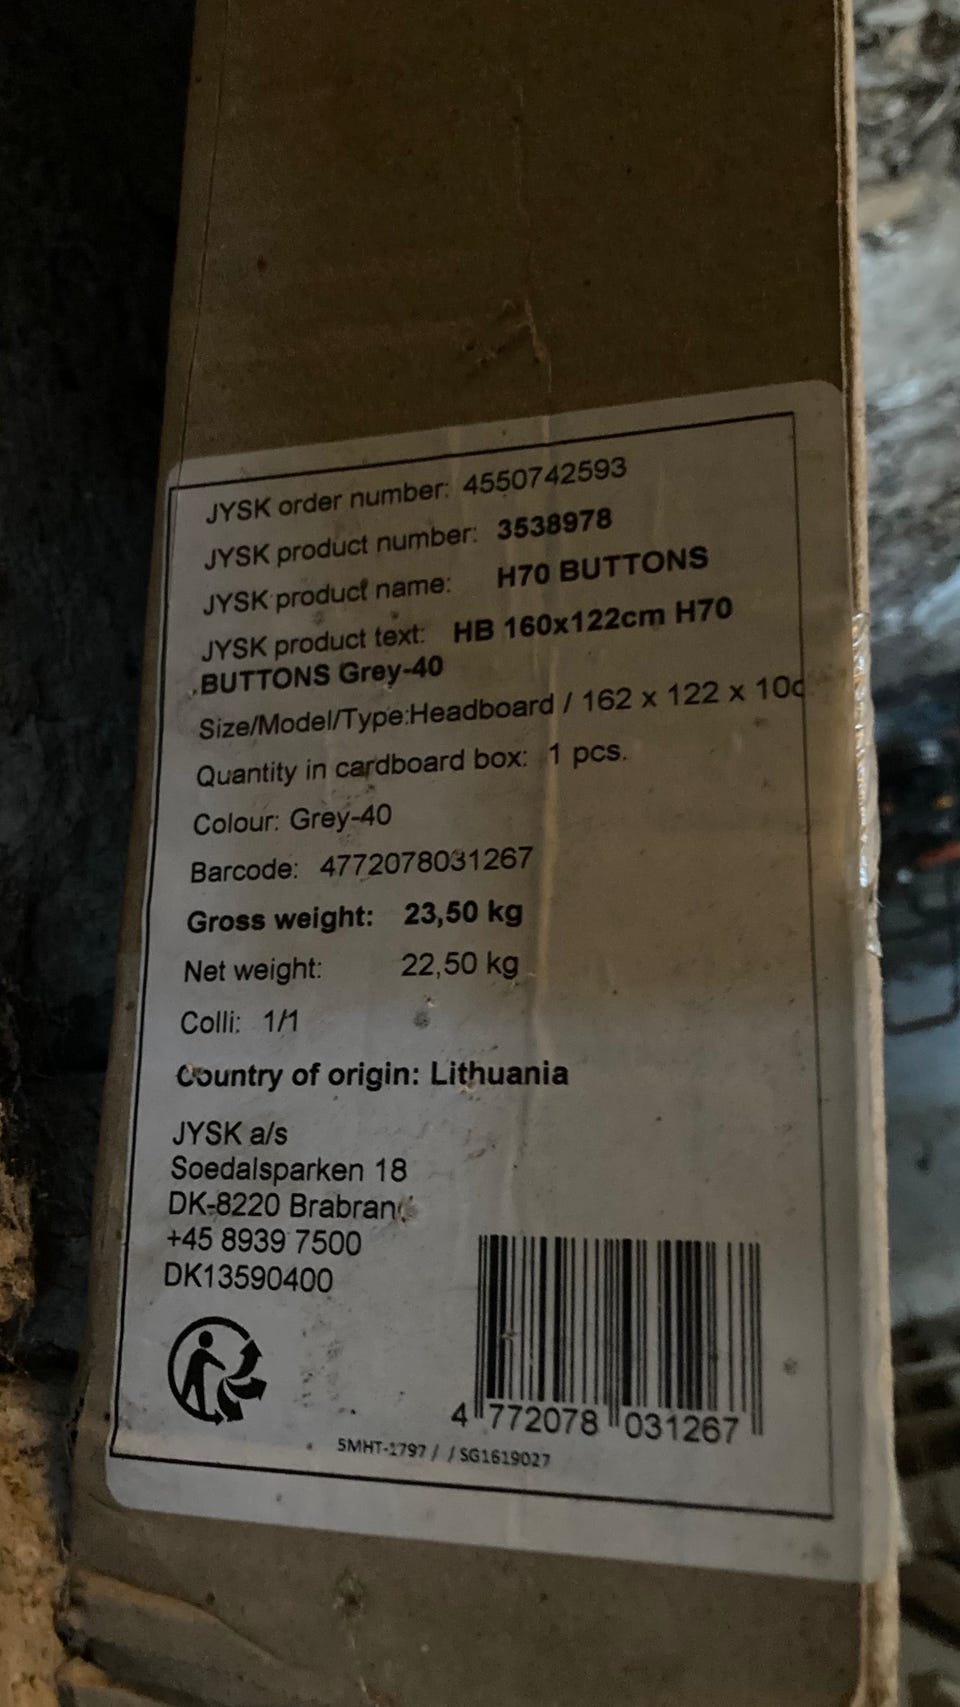 JYSK order number: 4550742593
JYSK product number: 3538978
JYSK product name: H70 BUTTONS
JYSK product text: HB 160x122cm H70
BUTTONS Grey-40
Size/Model/Type:Headboard / 162 x 122 x 10c
Quantity in cardboard box: 1 pcs.
Colour: Grey-40
Barcode: 4772078031267
Gross weight: 23,50 kg
Net weight: 22,50 kg
Colli: 1/1
Country of origin: Lithuania
JYSK a/s
Soedalsparken 18
DK-8220 Brabrand
+45 8939 7500
DK13590400
4 772078 031267
5MHT-1797 / / SG1619027